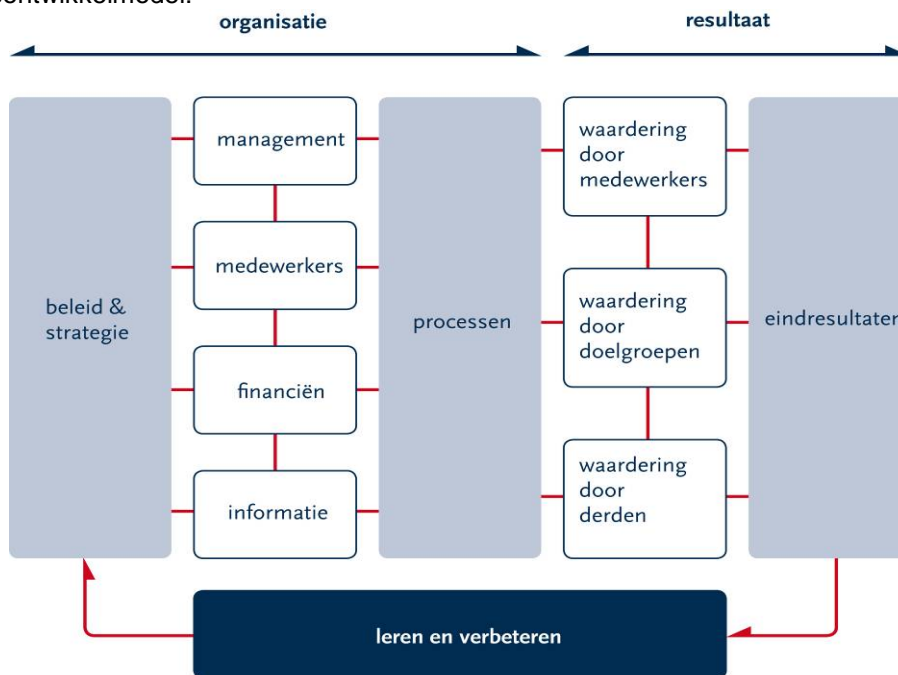 organisatie
resultaat
beleid &
strategie
management
medewerkers
financiën
informatie
processen
waardering
door
medewerkers
waardering
door
doelgroepen
waardering
door
derden
eindresultaten
leren en verbeteren